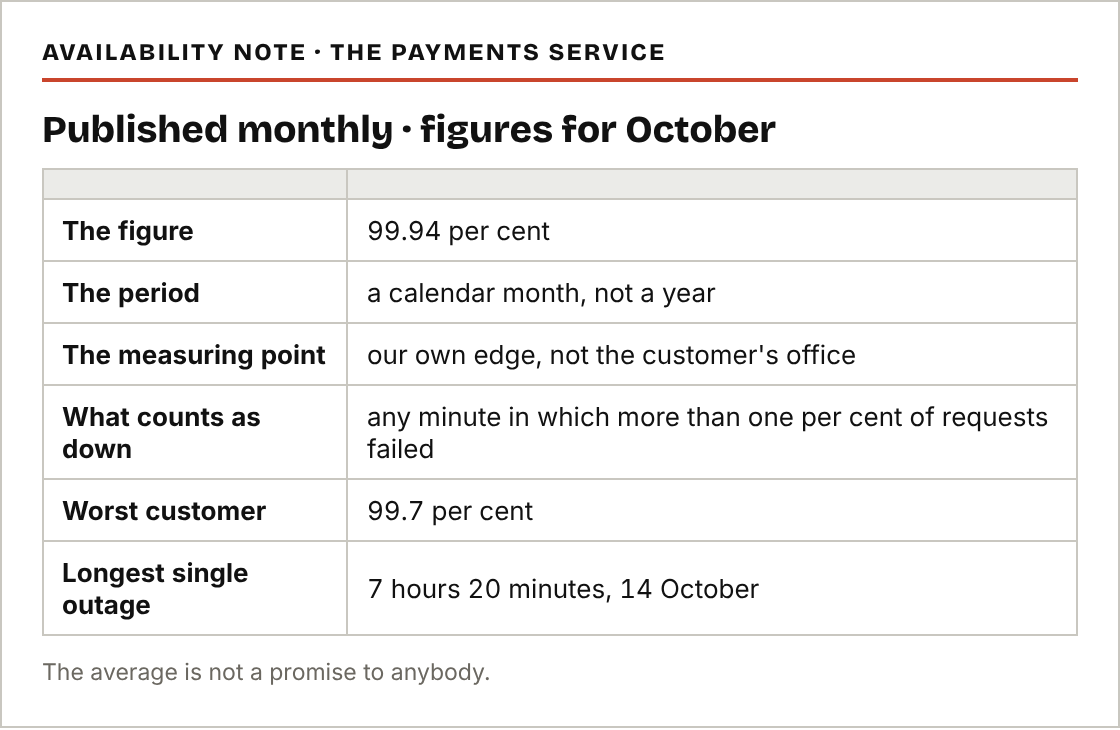 AVAILABILITY NOTE · THE PAYMENTS SERVICE
Published monthly · figures for October
The figure
99.94 per cent
The period
a calendar month, not a year
The measuring point
our own edge, not the customer's office
What counts as
down
any minute in which more than one per cent of requests
failed
Worst customer
99.7 per cent
Longest single
outage
7 hours 20 minutes, 14 October
The average is not a promise to anybody.